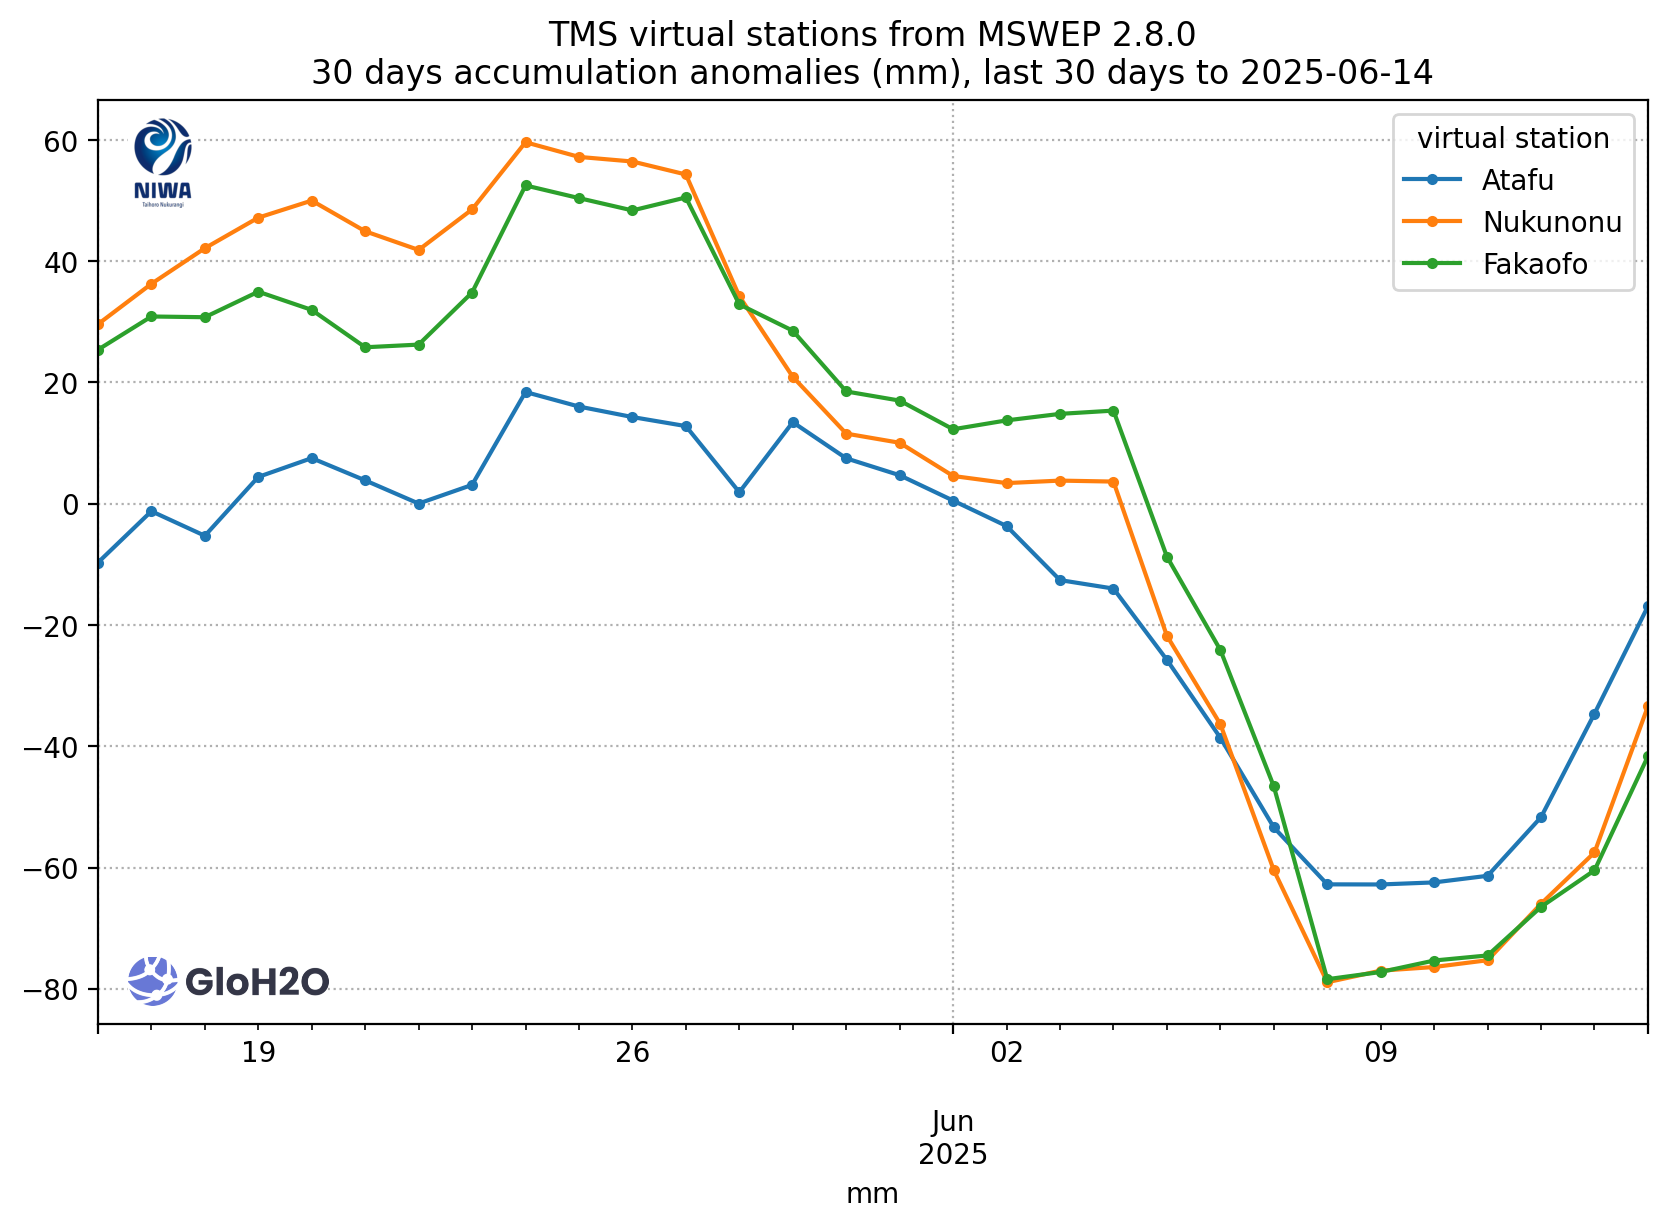 TMS virtual stations from MSWEP 2.8.0
30 days accumulation anomalies (mm), last 30 days to 2025-06-14
NIWA
Taihoro Nukurangi
virtual station
Atafu
Nukunonu
Fakaofo
60
40
20
0
−20
−40
−60
−80
GloH2O
19
26
02
09
Jun
2025
mm